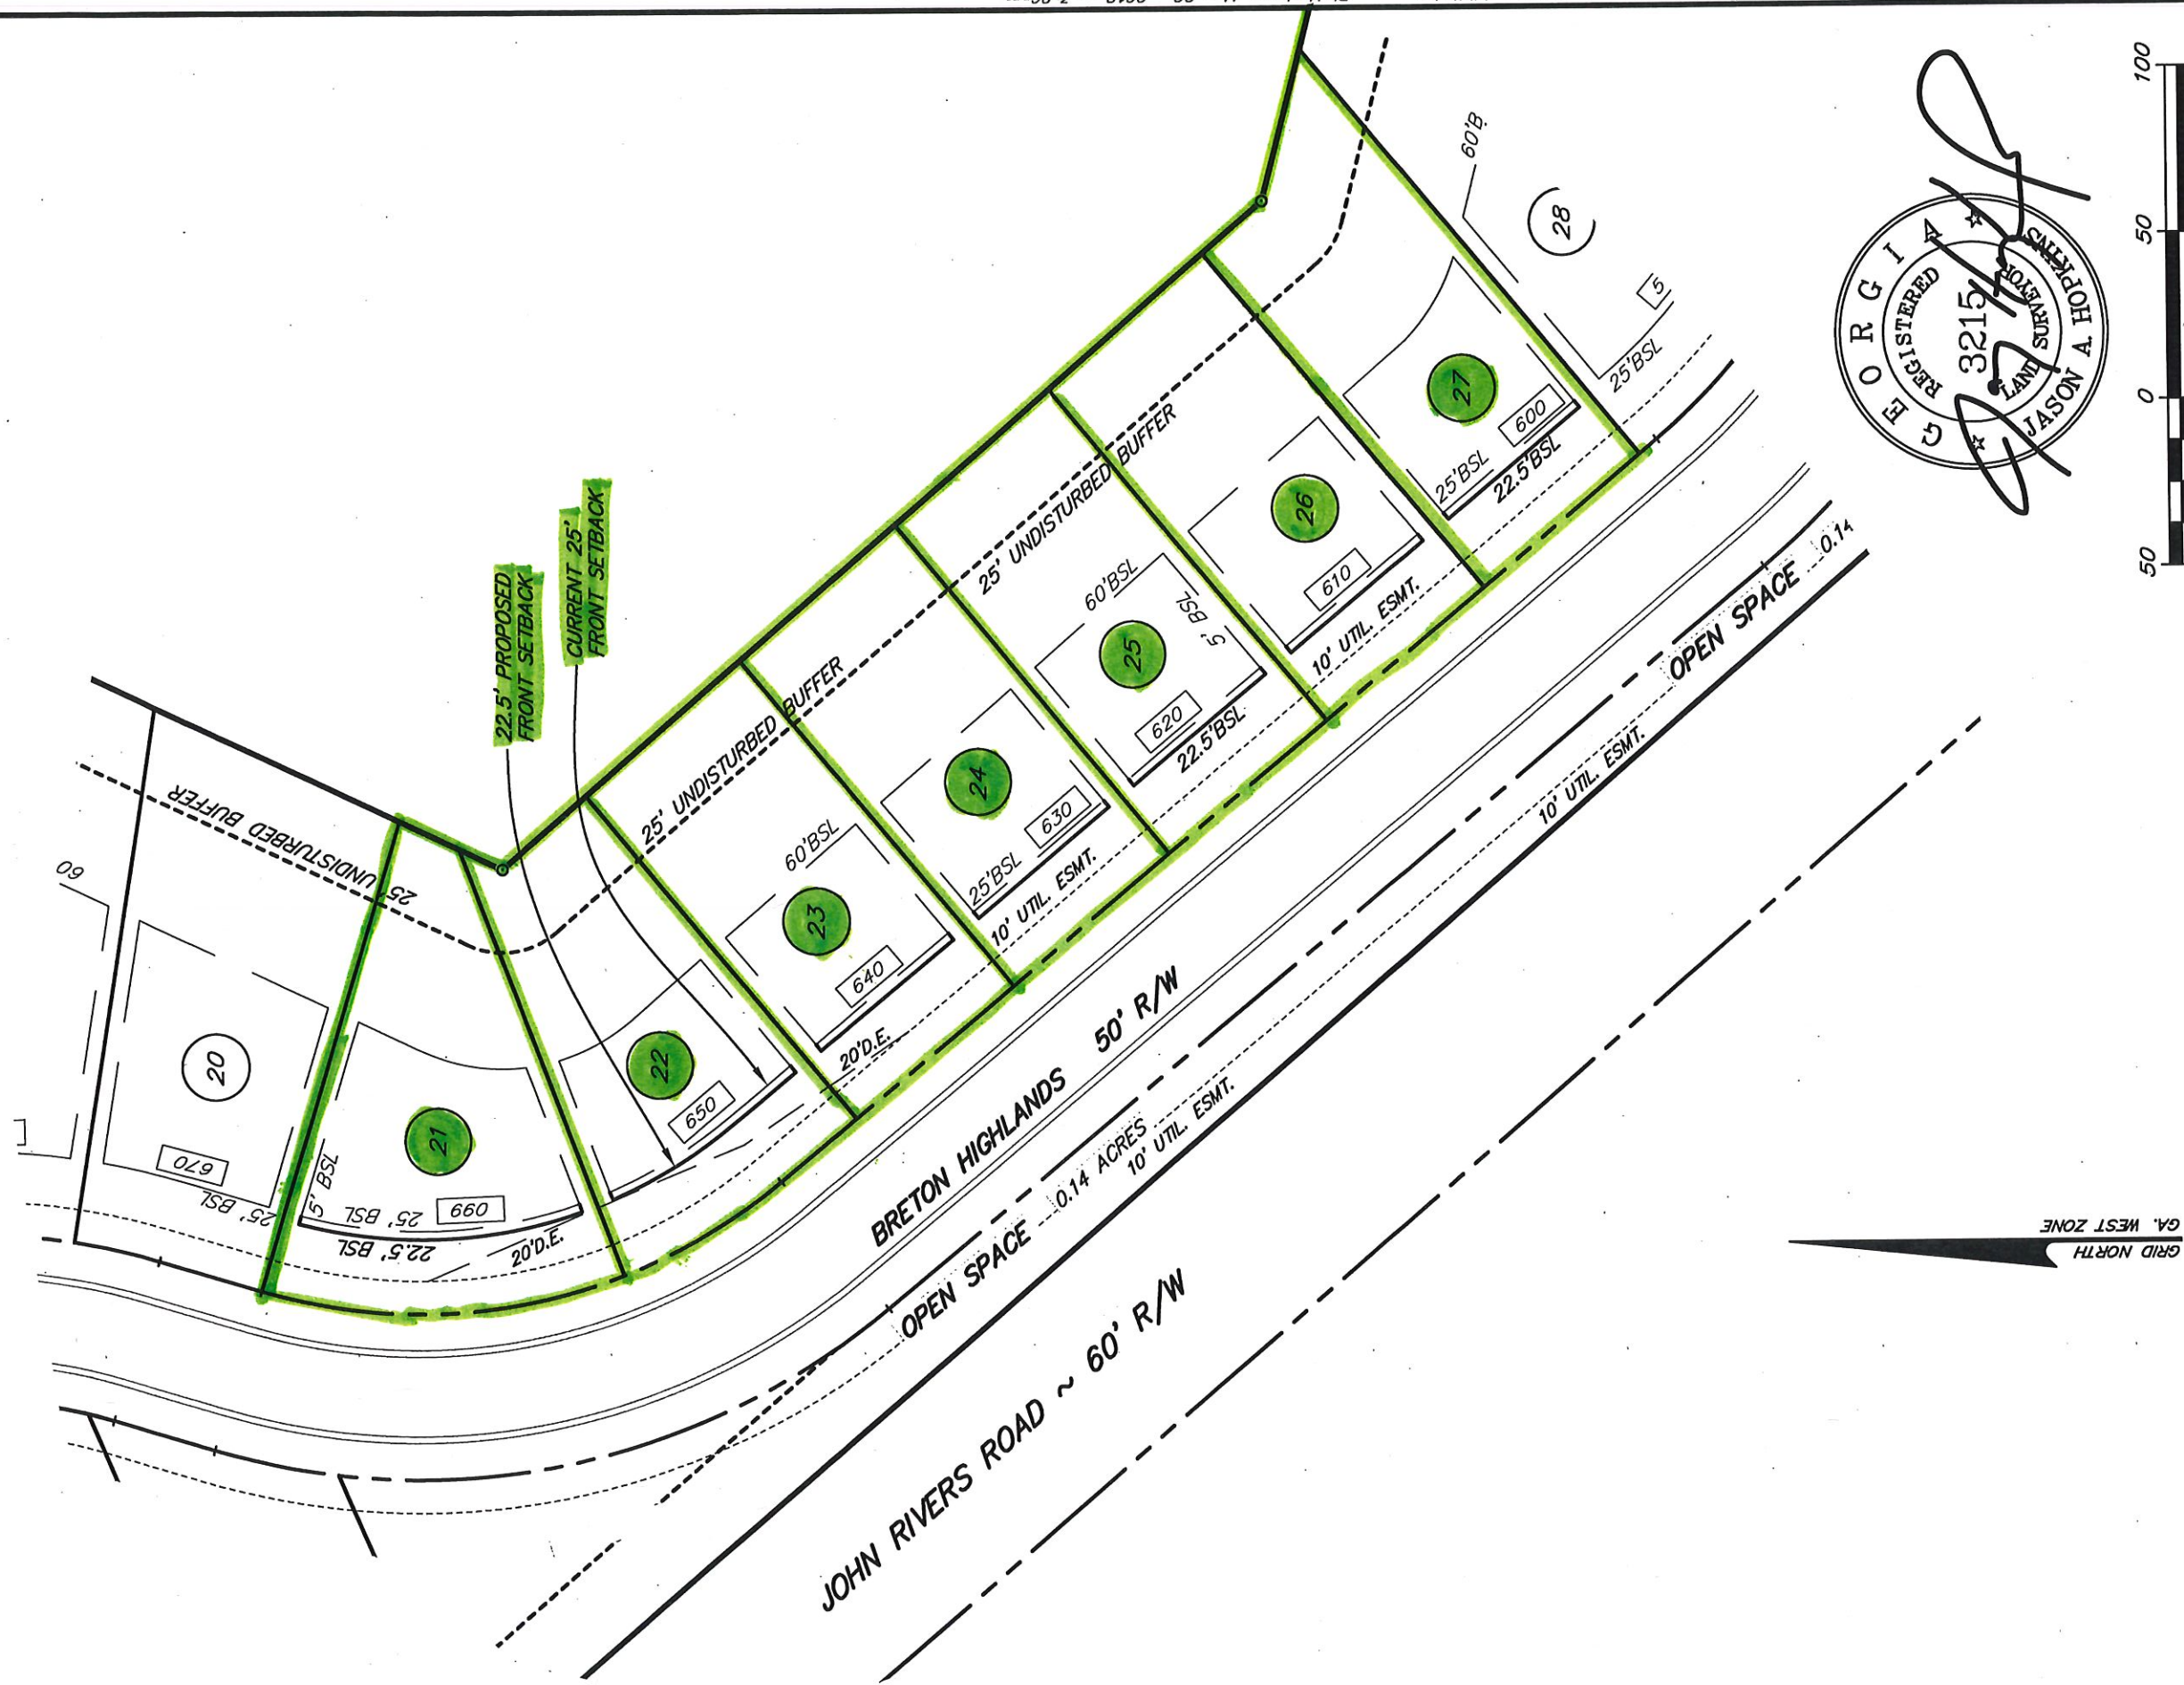 22.5' PROPOSED
FRONT SETBACK
CURRENT 25'
FRONT SETBACK
25' UNDISTURBED BUFFER
25' UNDISTURBED BUFFER
25' UNDISTURBED BUFFER
60
20
670
25' BSL
21
660
5' BSL
25' BSL
22.5' BSL
20'D.E.
22
650
23
640
60'BSL
20'D.E.
24
630
25'BSL
10' UTIL. ESMT.
25
620
60'BSL
5' BSL
22.5'BSL
26
610
10' UTIL. ESMT.
27
600
25'BSL
22.5'BSL
28
60'B.
5
25'BSL
BRETON HIGHLANDS 50' R/W
OPEN SPACE 0.14 ACRES
10' UTIL. ESMT.
10' UTIL. ESMT.
OPEN SPACE 0.14
JOHN RIVERS ROAD ~ 60' R/W
GEORGIA
REGISTERED
3215
LAND SURVEYOR
JASON A. HOPKINS
50 0 50 100
GRID NORTH
GA. WEST ZONE